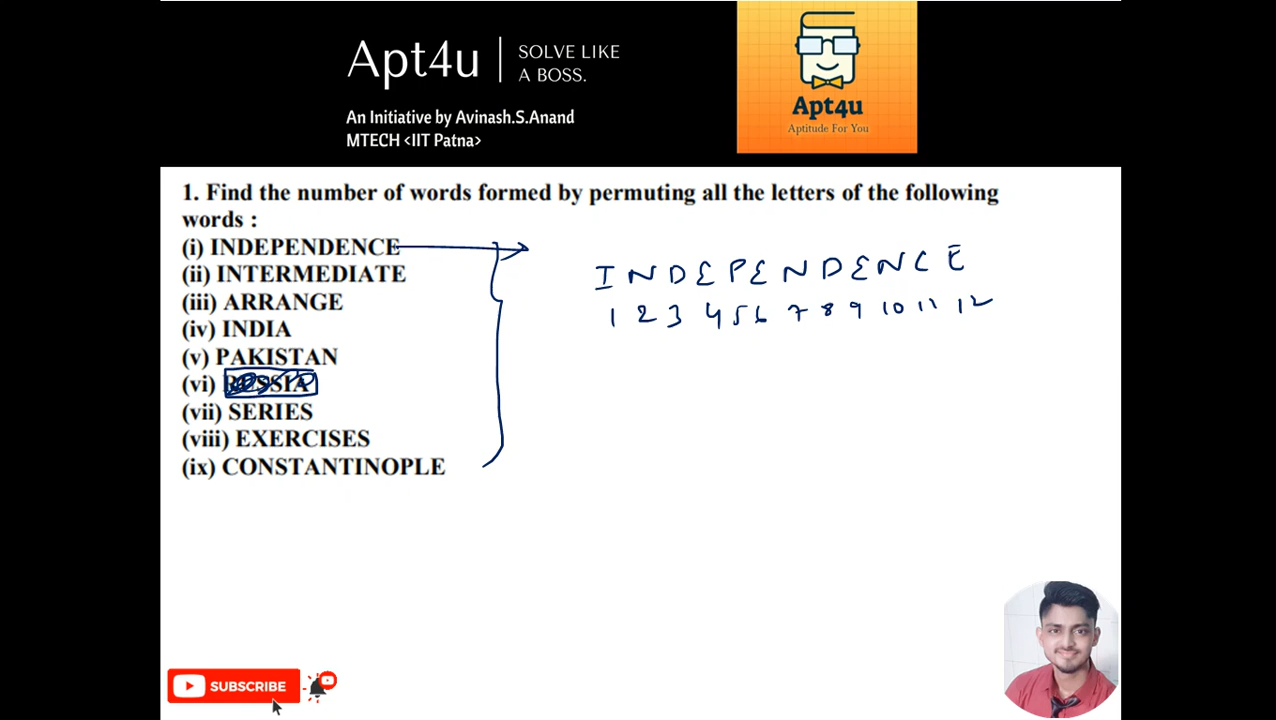 Apt4u
SOLVE LIKE
A BOSS.
An Initiative by Avinash.S.Anand
MTECH <IIT Patna>
Apt4u
Aptitude For You
1. Find the number of words formed by permuting all the letters of the following
words :
(i) INDEPENDENCE
(ii) INTERMEDIATE
(iii) ARRANGE
(iv) INDIA
(v) PAKISTAN
(vi) RUSSIA
(vii) SERIES
(viii) EXERCISES
(ix) CONSTANTINOPLE
I N D E P E N D E N C E
1 2 3 4 5 6 7 8 9 10 11 12
SUBSCRIBE